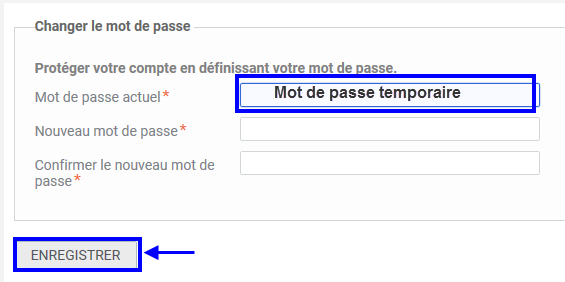 Changer le mot de passe
Protéger votre compte en définissant votre mot de passe.
Mot de passe actuel*
Mot de passe temporaire
Nouveau mot de passe*
Confirmer le nouveau mot de
passe*
ENREGISTRER